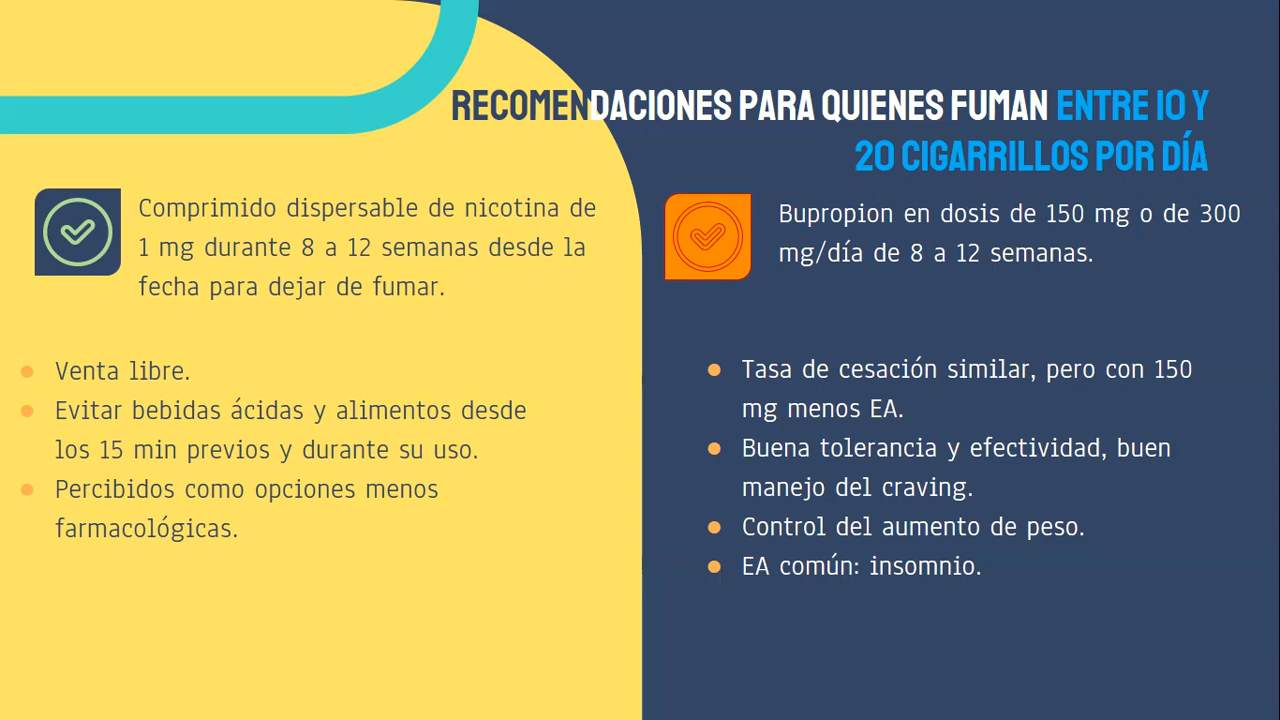 RECOMENDACIONES PARA QUIENES FUMAN ENTRE 10 Y
20 CIGARRILLOS POR DÍA
Comprimido dispersable de nicotina de
1 mg durante 8 a 12 semanas desde la
fecha para dejar de fumar.
Venta libre.
Evitar bebidas ácidas y alimentos desde
los 15 min previos y durante su uso.
Percibidos como opciones menos
farmacológicas.
Bupropion en dosis de 150 mg o de 300
mg/día de 8 a 12 semanas.
Tasa de cesación similar, pero con 150
mg menos EA.
Buena tolerancia y efectividad, buen
manejo del craving.
Control del aumento de peso.
EA común: insomnio.